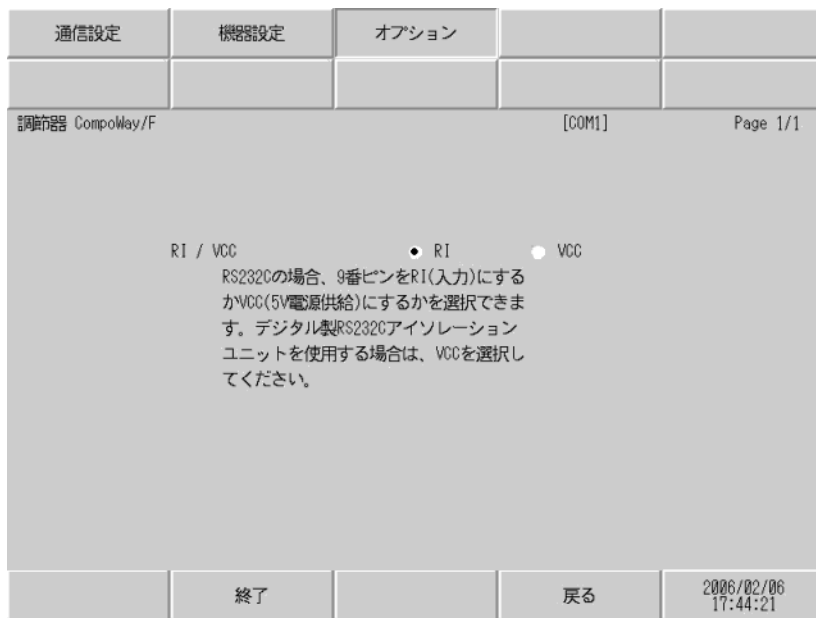 通信設定 機器設定 オプション
調節器 CompoWay/F [COM1] Page 1/1
RI / VCC RI VCC
RS232Cの場合、9番ピンをRI(入力)にする
かVCC(5V電源供給)にするかを選択できま
す。デジタル製RS232Cアイソレーション
ユニットを使用する場合は、VCCを選択し
てください。
終了 戻る 2006/02/06
17:44:21